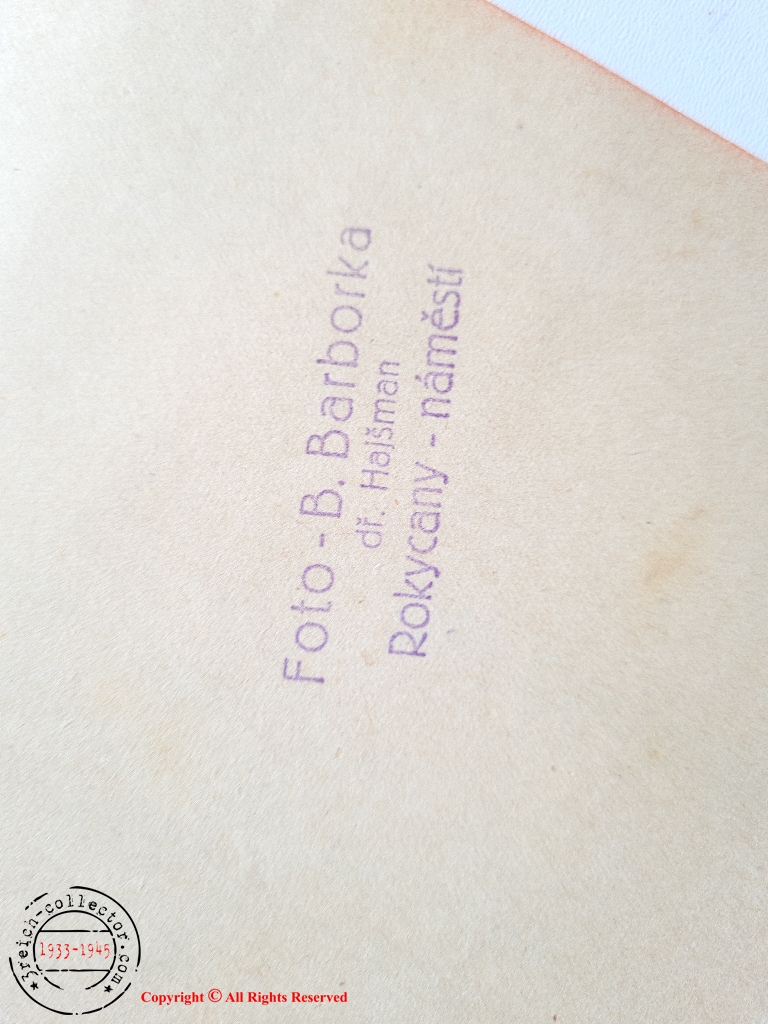 Foto - B. Barborka
dř. Hajšman
Rokycany - náměstí
3reich-collector.com
1933-1945
Copyright © All Rights Reserved